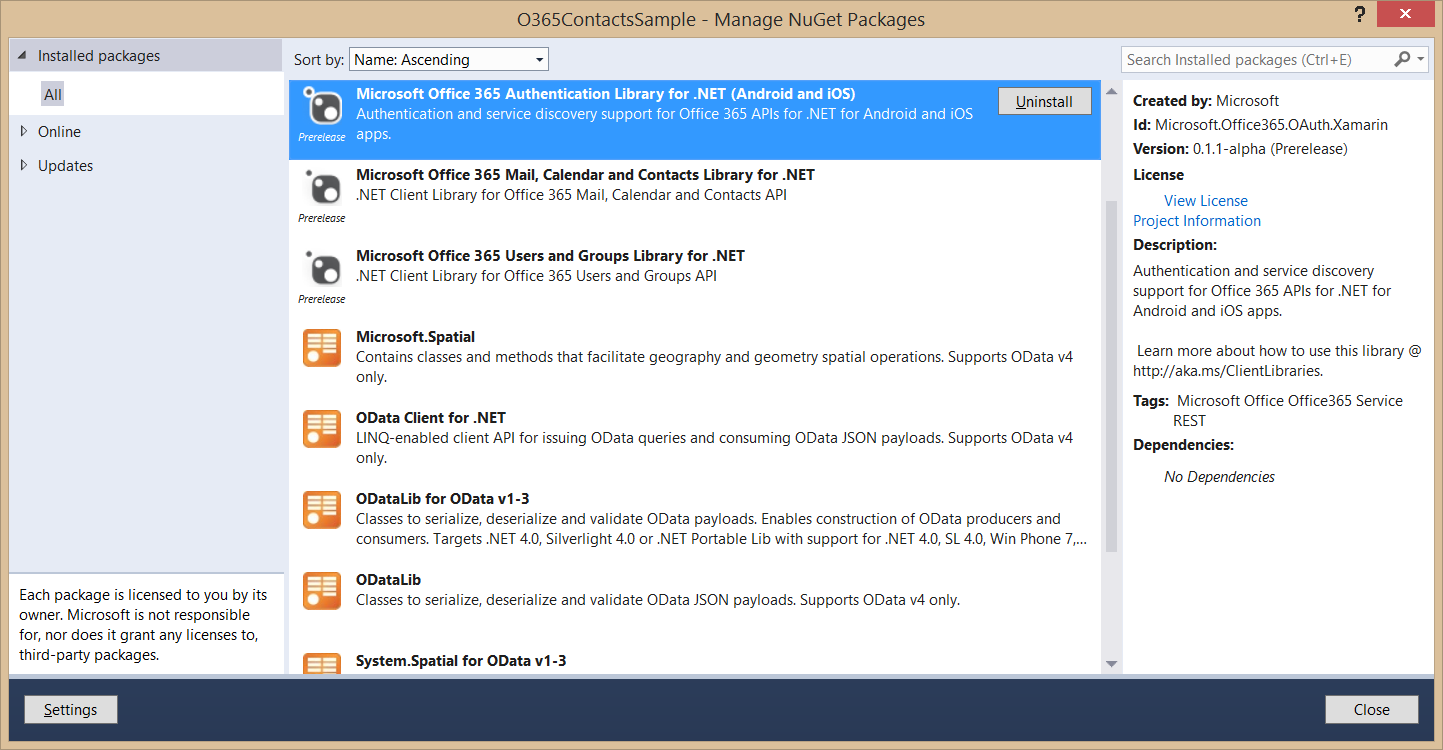 O365ContactsSample - Manage NuGet Packages
?
Installed packages
All
Online
Updates
Each package is licensed to you by its
owner. Microsoft is not responsible
for, nor does it grant any licenses to,
third-party packages.
Sort by: Name: Ascending
Microsoft Office 365 Authentication Library for .NET (Android and iOS)
Authentication and service discovery support for Office 365 APIs for .NET for Android and iOS
apps.
Prerelease
Uninstall
Microsoft Office 365 Mail, Calendar and Contacts Library for .NET
.NET Client Library for Office 365 Mail, Calendar and Contacts API
Prerelease
Microsoft Office 365 Users and Groups Library for .NET
.NET Client Library for Office 365 Users and Groups API
Prerelease
Microsoft.Spatial
Contains classes and methods that facilitate geography and geometry spatial operations. Supports OData v4
only.
OData Client for .NET
LINQ-enabled client API for issuing OData queries and consuming OData JSON payloads. Supports OData v4
only.
ODataLib for OData v1-3
Classes to serialize, deserialize and validate OData payloads. Enables construction of OData producers and
consumers. Targets .NET 4.0, Silverlight 4.0 or .NET Portable Lib with support for .NET 4.0, SL 4.0, Win Phone 7,...
ODataLib
Classes to serialize, deserialize and validate OData JSON payloads. Supports OData v4 only.
System.Spatial for OData v1-3
Search Installed packages (Ctrl+E)
Created by: Microsoft
Id: Microsoft.Office365.OAuth.Xamarin
Version: 0.1.1-alpha (Prerelease)
License
View License
Project Information
Description:
Authentication and service discovery
support for Office 365 APIs for .NET for
Android and iOS apps.
Learn more about how to use this library @
http://aka.ms/ClientLibraries.
Tags: Microsoft Office Office365 Service
REST
Dependencies:
No Dependencies
Settings
Close